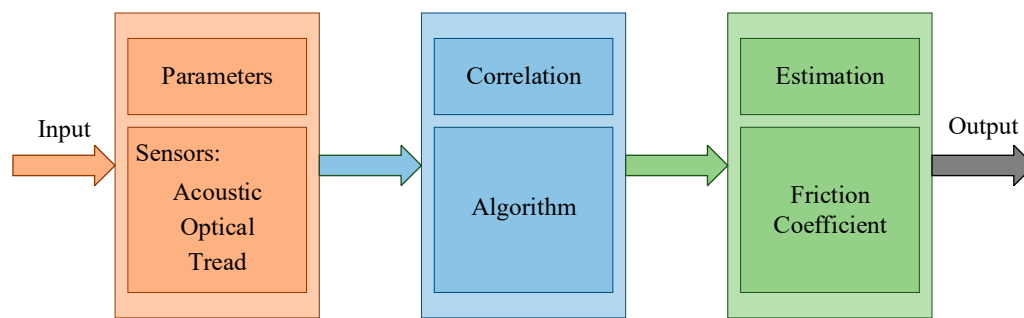 Input
Parameters
Sensors:
Acoustic
Optical
Tread
Correlation
Algorithm
Estimation
Friction
Coefficient
Output